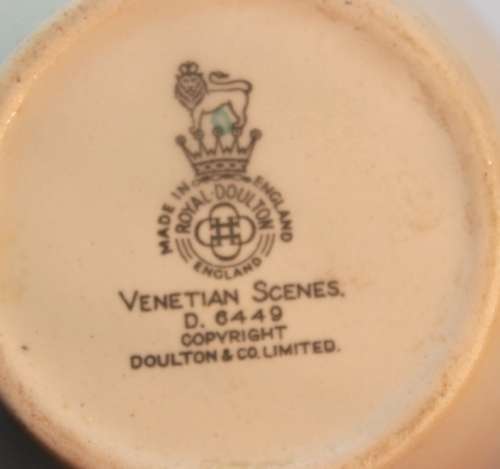 MADE IN ENGLAND
ROYAL·DOULTON
ENGLAND
VENETIAN SCENES.
D. 6449
COPYRIGHT
DOULTON & CO. LIMITED.